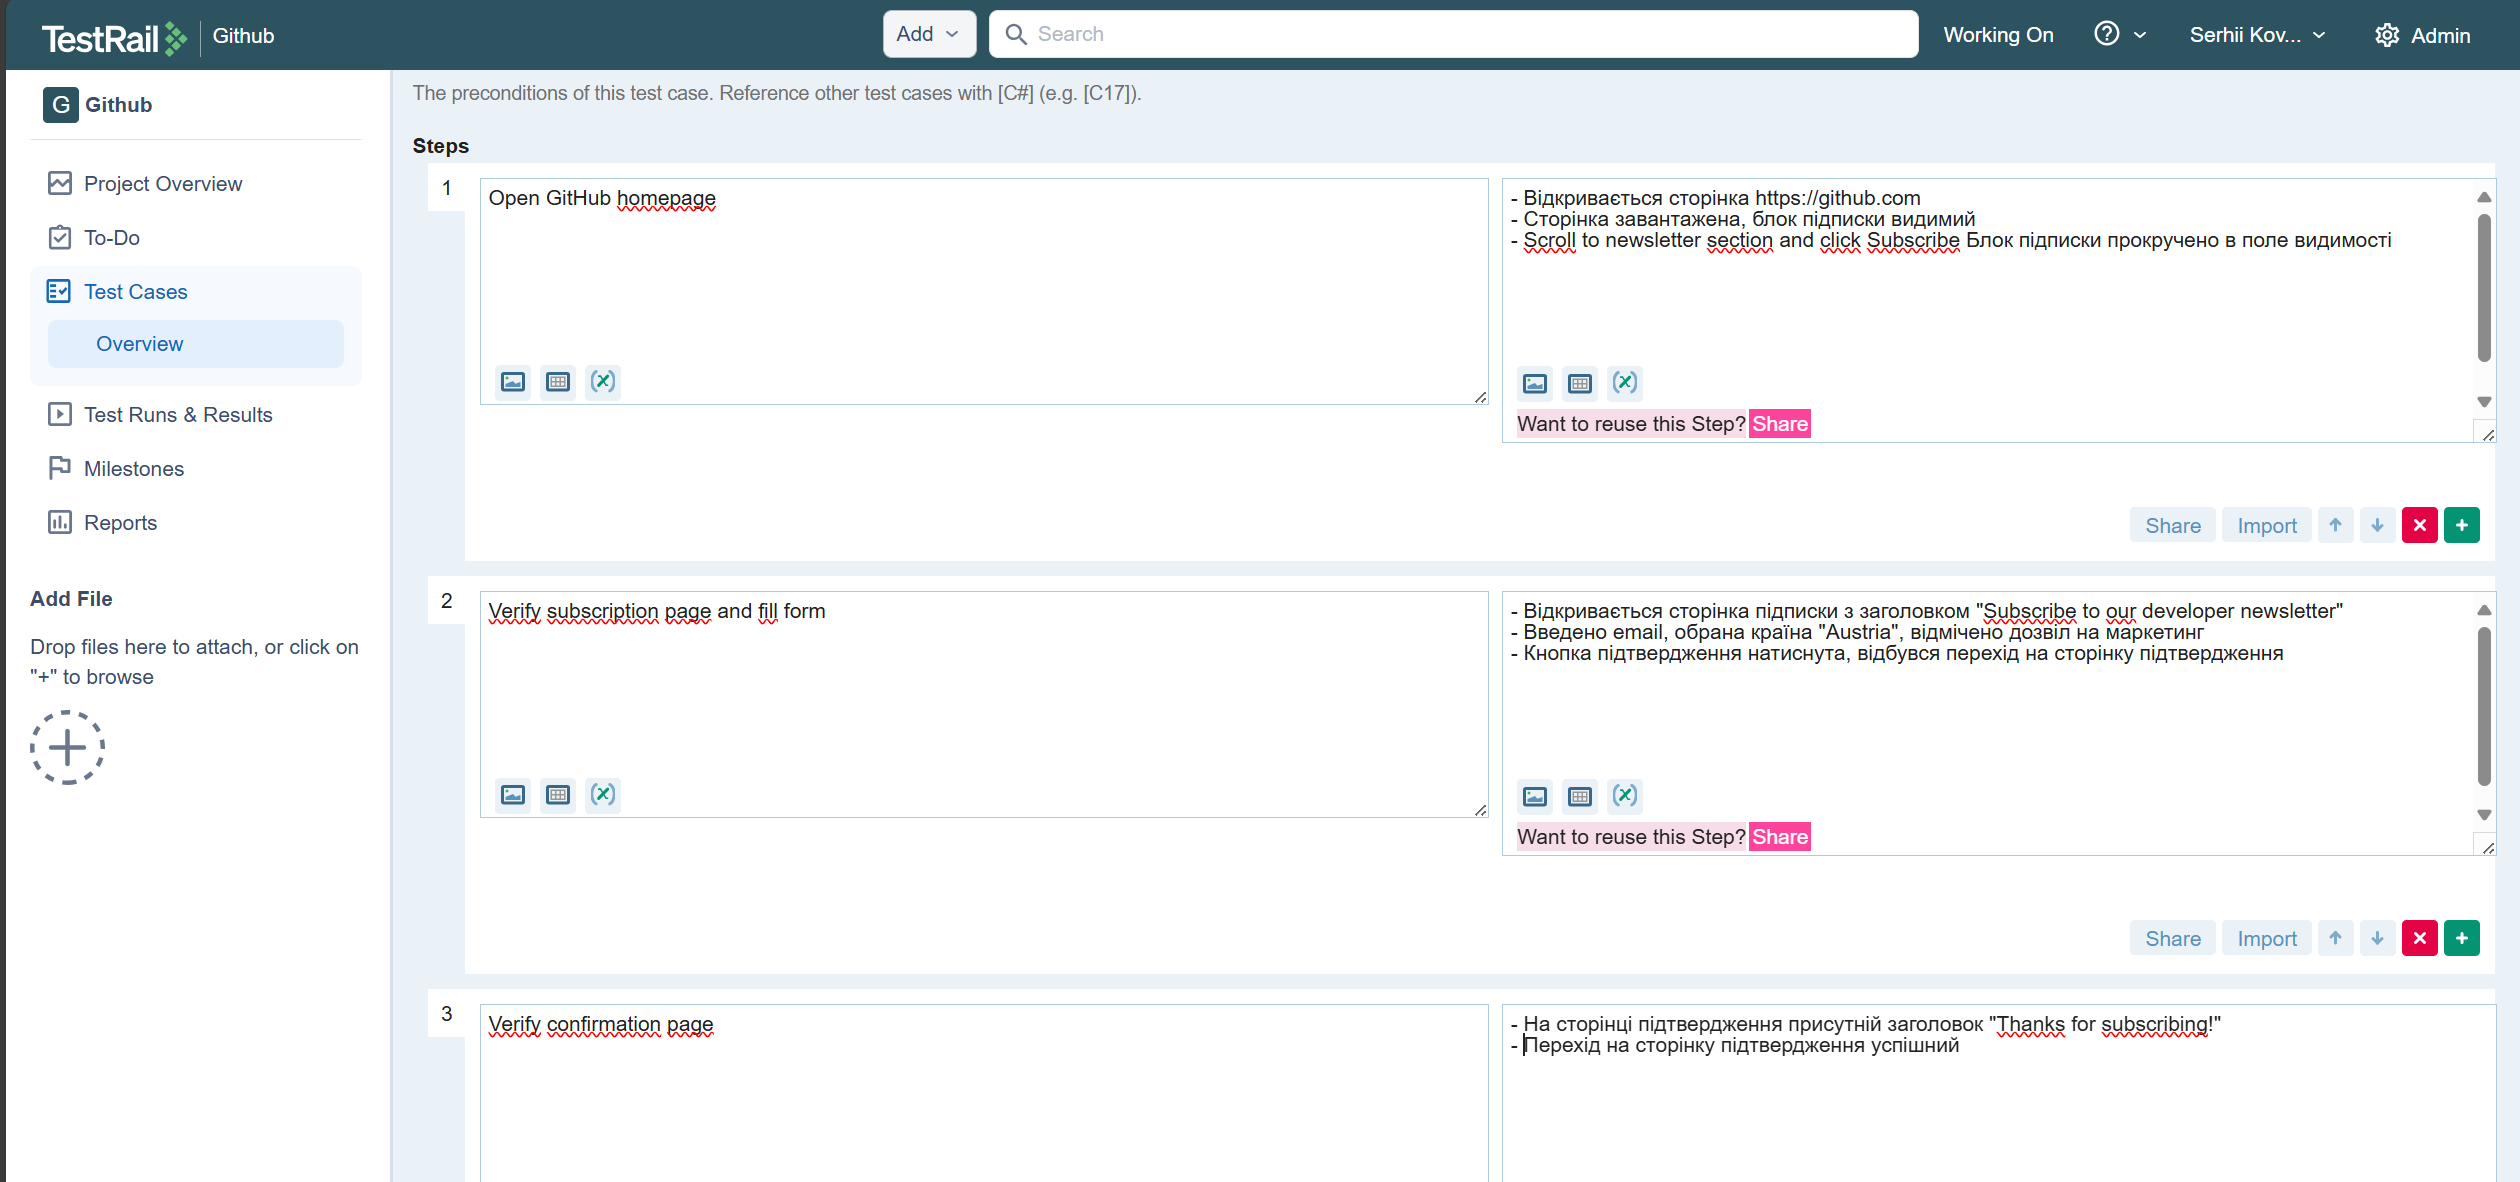 TestRail
Github
Add
Search
Working On
Serhii Kov...
Admin
G Github
Project Overview
To-Do
Test Cases
Overview
Test Runs & Results
Milestones
Reports
Add File
Drop files here to attach, or click on
"+" to browse
The preconditions of this test case. Reference other test cases with [C#] (e.g. [C17]).
Steps
1
Open GitHub homepage
- Відкривається сторінка https://github.com
- Сторінка завантажена, блок підписки видимий
- Scroll to newsletter section and click Subscribe Блок підписки прокручено в поле видимості
Want to reuse this Step? Share
Share
Import
2
Verify subscription page and fill form
- Відкривається сторінка підписки з заголовком "Subscribe to our developer newsletter"
- Введено email, обрана країна "Austria", відмічено дозвіл на маркетинг
- Кнопка підтвердження натиснута, відбувся перехід на сторінку підтвердження
Want to reuse this Step? Share
Share
Import
3
Verify confirmation page
- На сторінці підтвердження присутній заголовок "Thanks for subscribing!"
- Перехід на сторінку підтвердження успішний